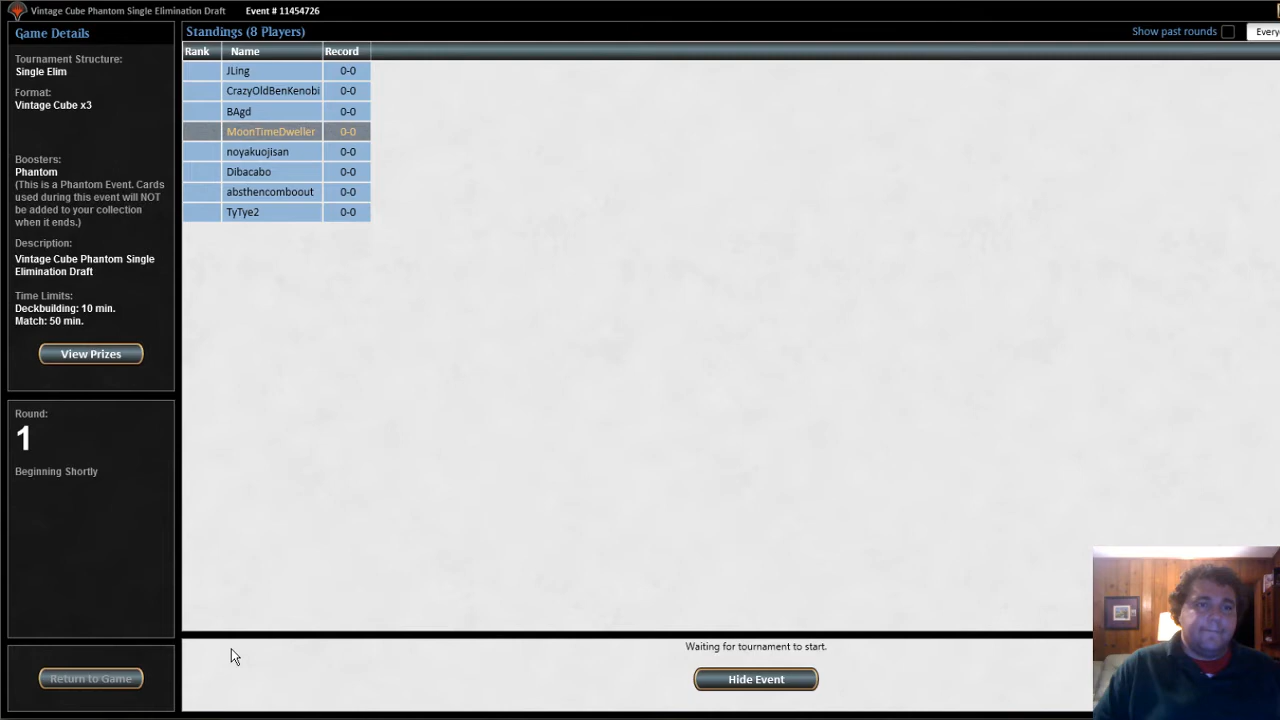 Vintage Cube Phantom Single Elimination Draft Event # 11454726
Game Details
Tournament Structure:
Single Elim
Format:
Vintage Cube x3
Boosters:
Phantom
(This is a Phantom Event. Cards
used during this event will NOT
be added to your collection
when it ends.)
Description:
Vintage Cube Phantom Single
Elimination Draft
Time Limits:
Deckbuilding: 10 min.
Match: 50 min.
View Prizes
Round:
1
Beginning Shortly
Return to Game
Standings (8 Players) Show past rounds Every
Rank Name Record
JLing 0-0
CrazyOldBenKenobi 0-0
BAgd 0-0
MoonTimeDweller 0-0
noyakuojisan 0-0
Dibacabo 0-0
absthencomboout 0-0
TyTye2 0-0
Waiting for tournament to start.
Hide Event